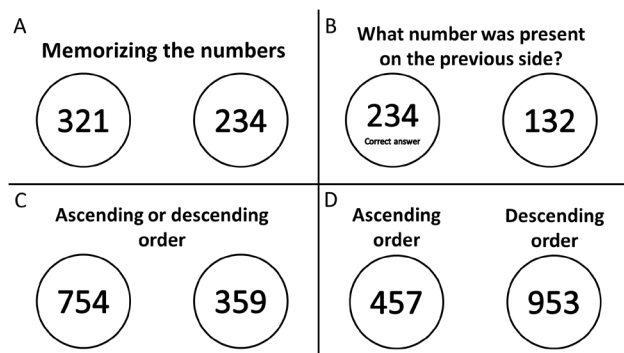 A
Memorizing the numbers
321 234
B
What number was present
on the previous side?
234 132
Correct answer
C
Ascending or descending
order
754 359
D
Ascending Descending
order order
457 953